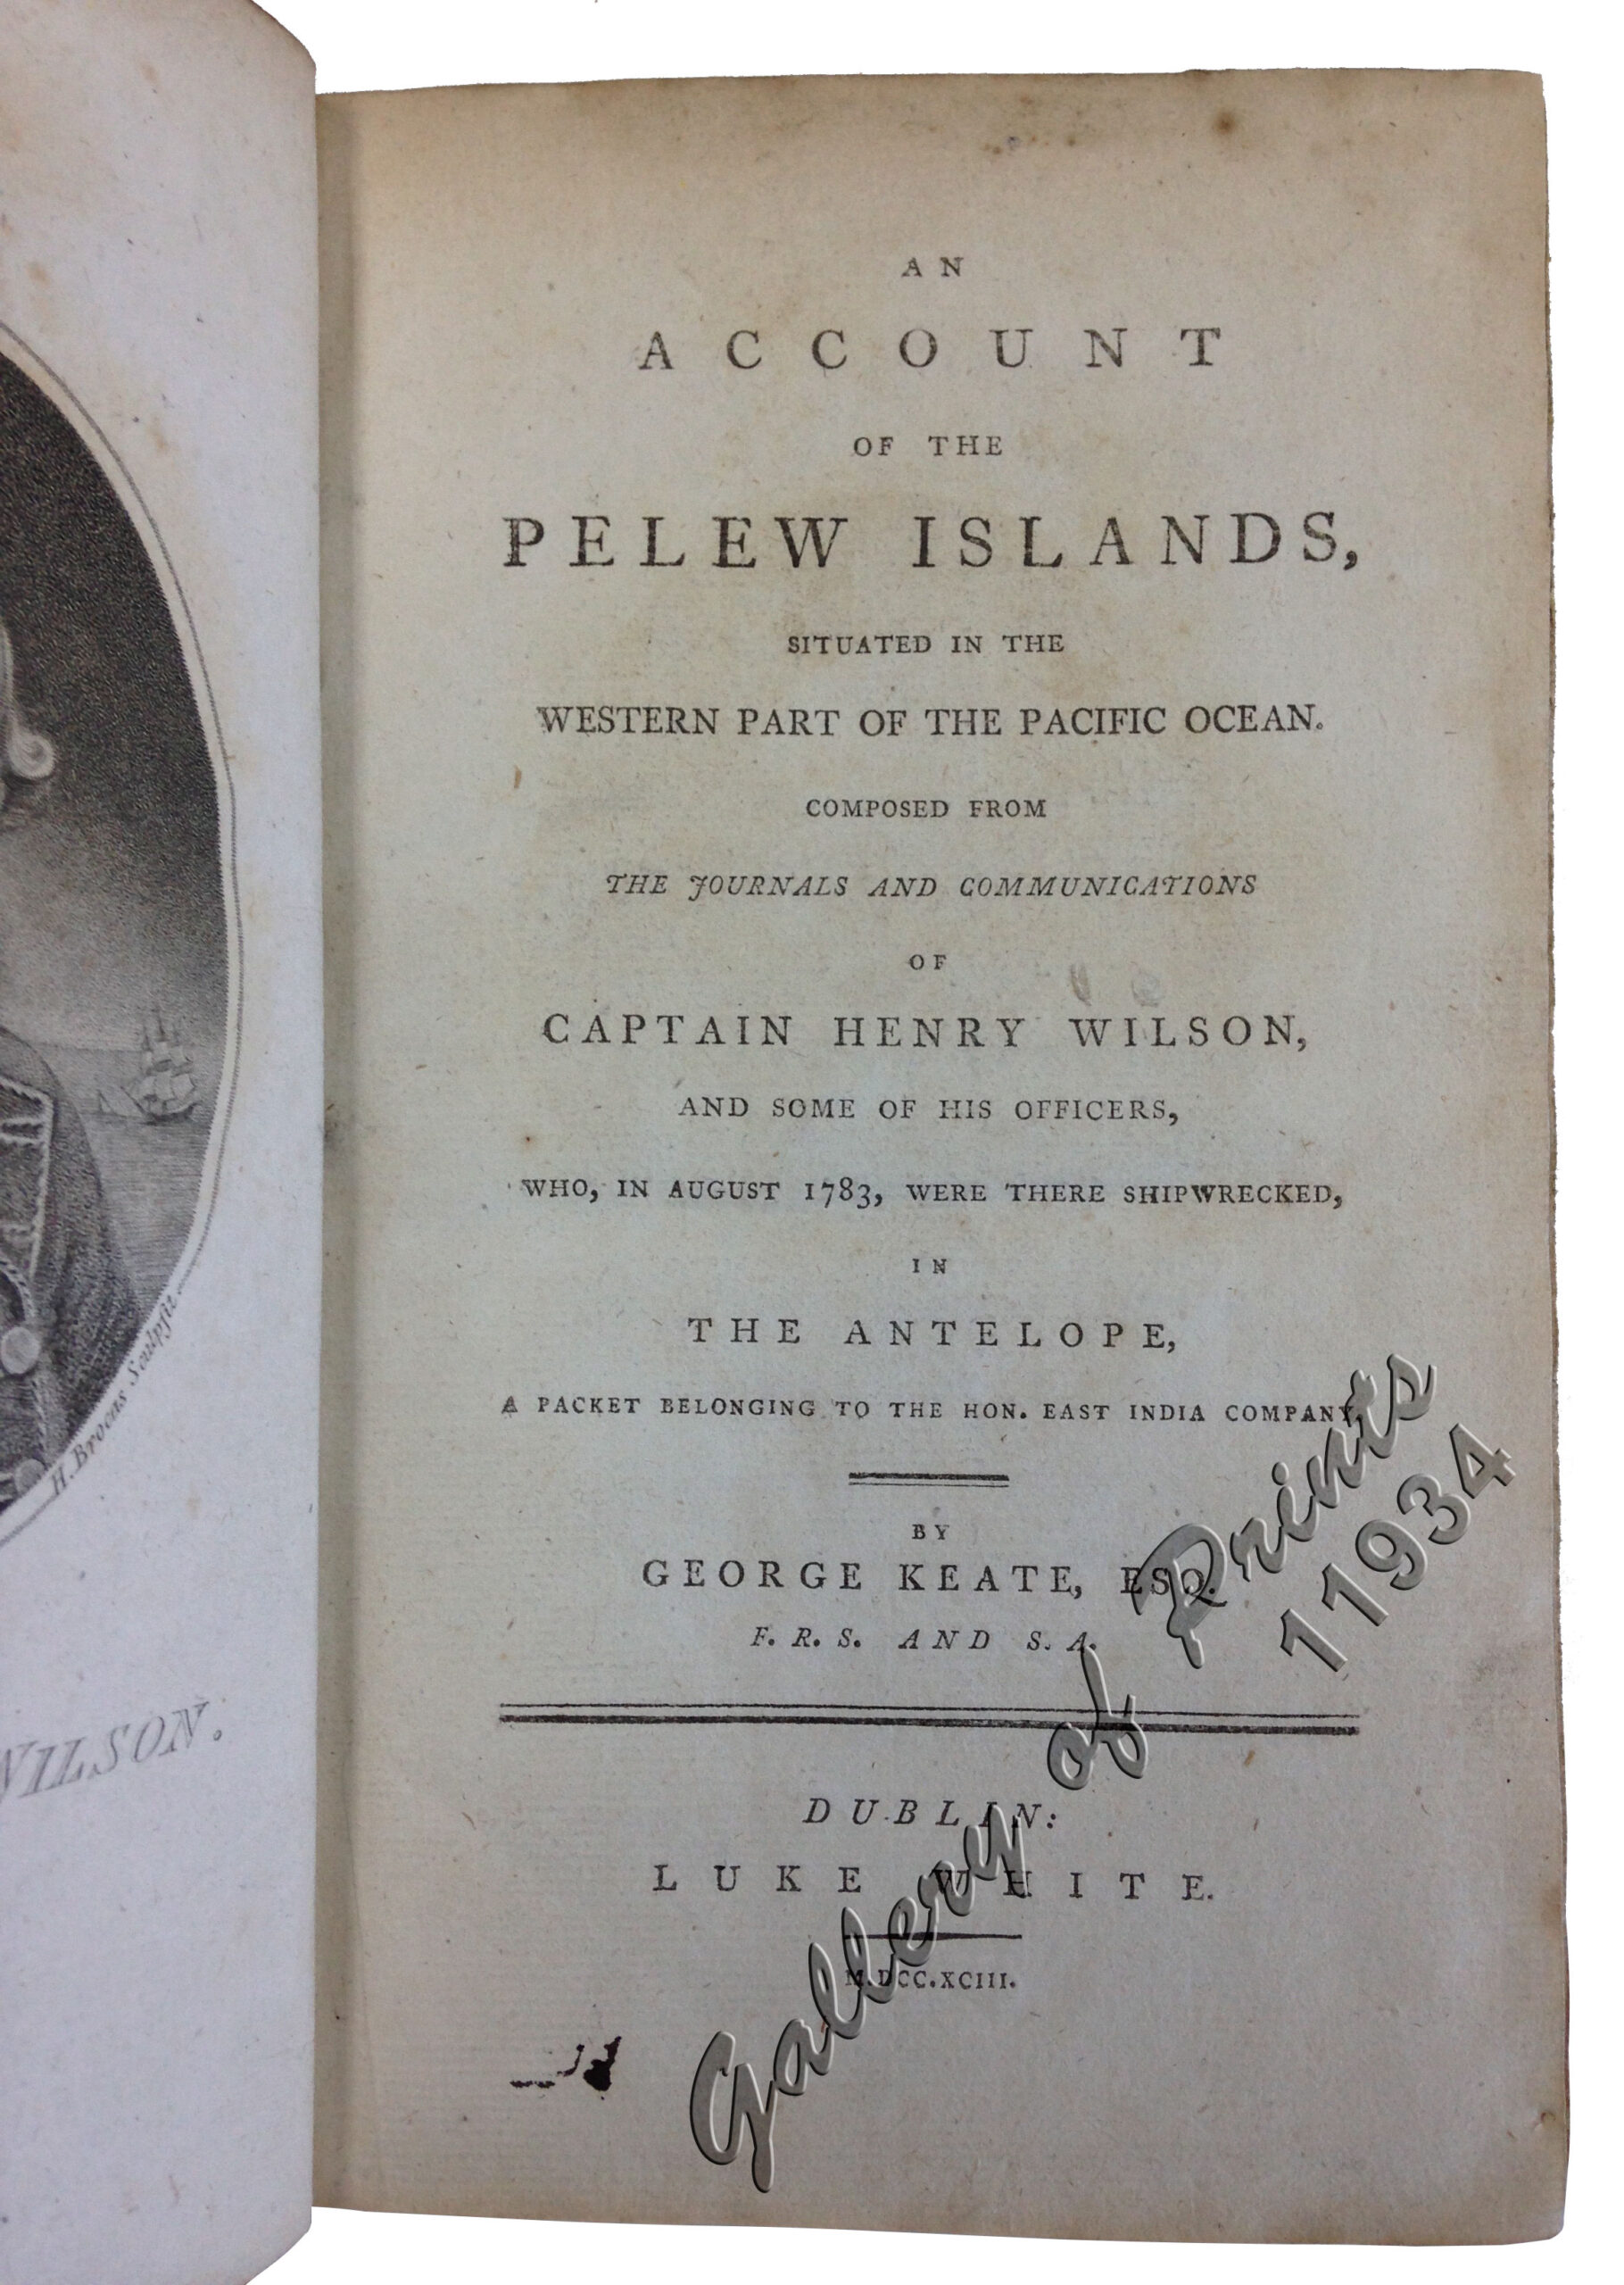 H. Brocas Sculpsit
WILSON.
AN
ACCOUNT
OF THE
PELEW ISLANDS,
SITUATED IN THE
WESTERN PART OF THE PACIFIC OCEAN.
COMPOSED FROM
THE JOURNALS AND COMMUNICATIONS
OF
CAPTAIN HENRY WILSON,
AND SOME OF HIS OFFICERS,
WHO, IN AUGUST 1783, WERE THERE SHIPWRECKED,
IN
THE ANTELOPE,
A PACKET BELONGING TO THE HON. EAST INDIA COMPANY,
BY
GEORGE KEATE, ESQ.
F. R. S. AND S. A.
DUBLIN:
LUKE WHITE.
M.DCC.XCIII.
Gallery of Prints
11934